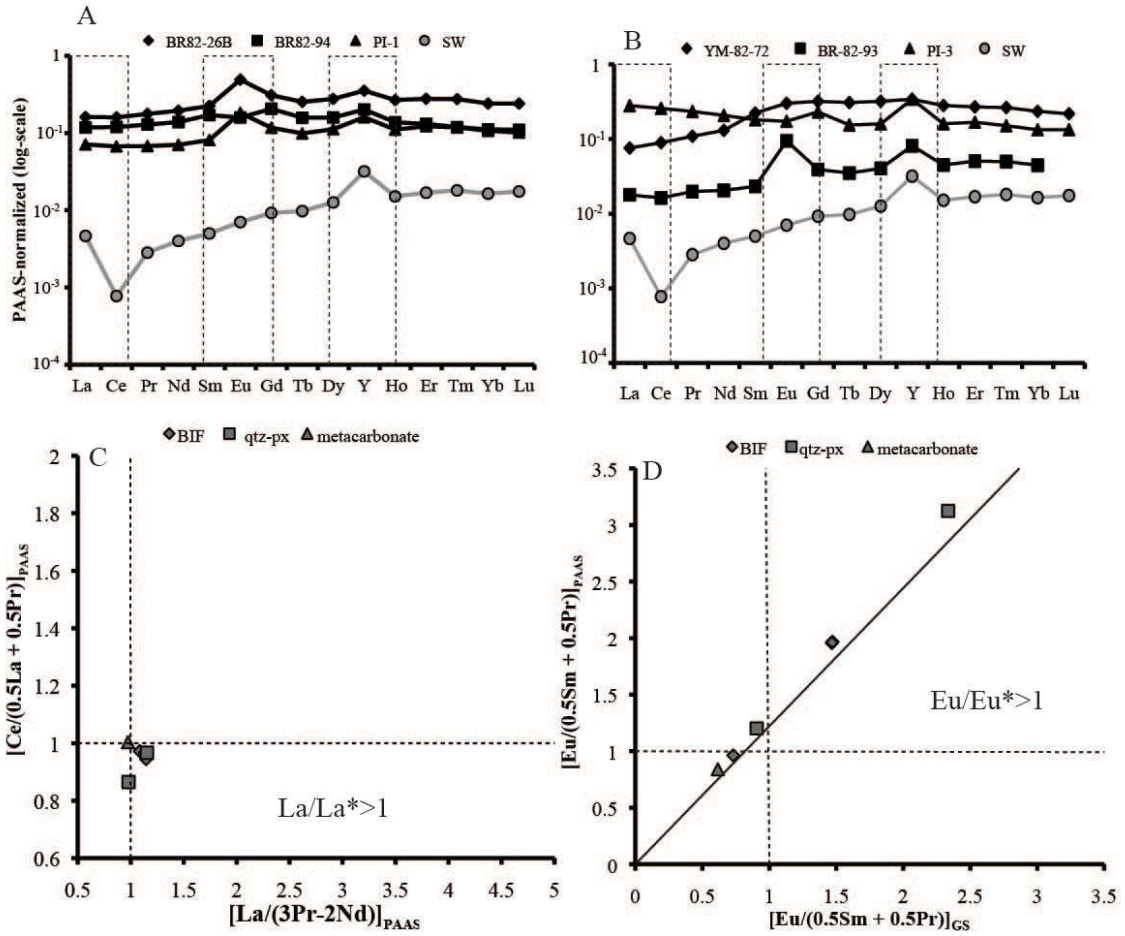 A
BR82-26B BR82-94 PI-1 SW
PAAS-normalized (log-scale)
1
10-1
10-2
10-3
10-4
La Ce Pr Nd Sm Eu Gd Tb Dy Y Ho Er Tm Yb Lu
B
YM-82-72 BR-82-93 PI-3 SW
1
10-1
10-2
10-3
10-4
La Ce Pr Nd Sm Eu Gd Tb Dy Y Ho Er Tm Yb Lu
BIF qtz-px metacarbonate
C
[Ce/(0.5La + 0.5Pr)]PAAS
2
1.8
1.6
1.4
1.2
1
0.8
0.6
La/La*>1
0.5 1 1.5 2 2.5 3 3.5 4 4.5 5
[La/(3Pr-2Nd)]PAAS
BIF qtz-px metacarbonate
D
[Eu/(0.5Sm + 0.5Pr)]PAAS
3.5
3
2.5
2
1.5
1
0.5
0
Eu/Eu*>1
0 0.5 1 1.5 2 2.5 3 3.5
[Eu/(0.5Sm + 0.5Pr)]GS